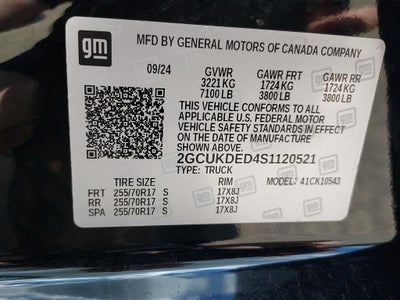 gm
MFD BY GENERAL MOTORS OF CANADA COMPANY
09/24 GVWR GAWR FRT GAWR RR
3221 KG 1724 KG 1724 KG
7100 LB 3800 LB 3800 LB
THIS VEHICLE CONFORMS TO ALL
APPLICABLE U.S. FEDERAL MOTOR
VEHICLE SAFETY STANDARDS IN EFFECT
ON THE DATE OF MANUFACTURE
SHOWN ABOVE.
2GCUKDED4S1120521
TYPE: TRUCK
TIRE SIZE RIM MODEL: 41CK10543
FRT 255/70R17 S 17X8J
RR 255/70R17 S 17X8J
SPA 255/70R17 S 17X8J